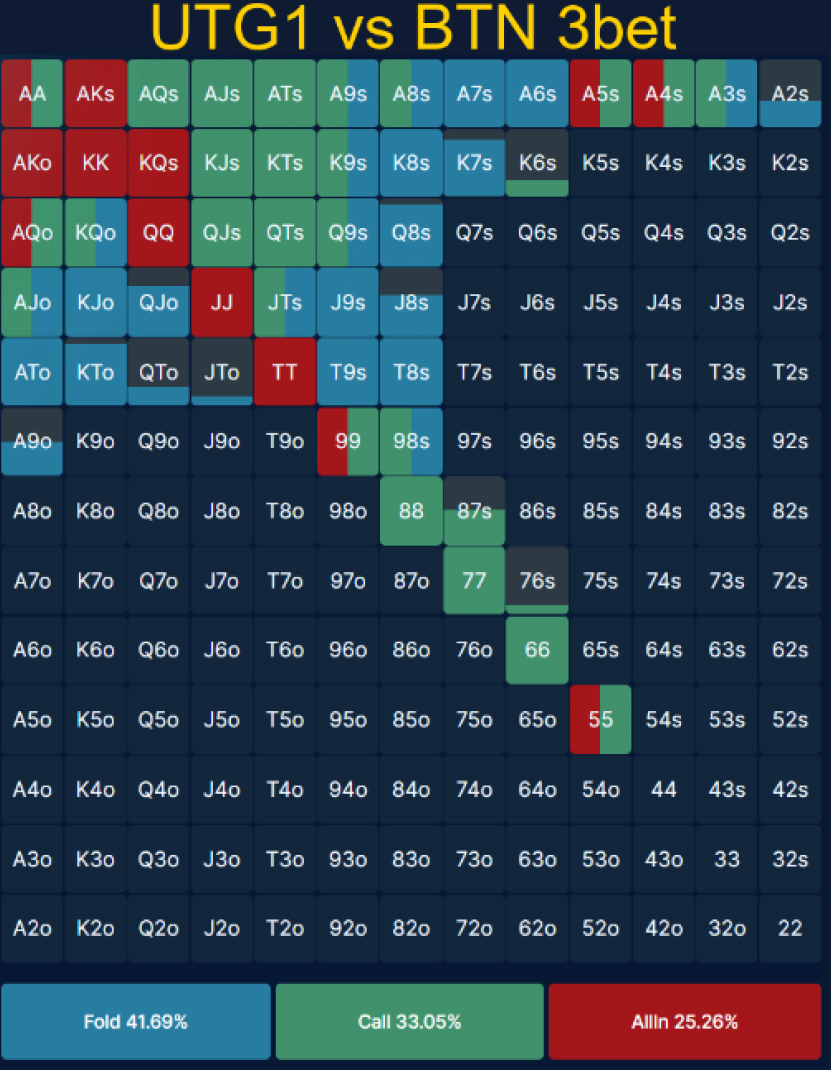 UTG1 vs BTN 3bet
AA AKs AQs AJs ATs A9s A8s A7s A6s A5s A4s A3s A2s
AKo KK KQs KJs KTs K9s K8s K7s K6s K5s K4s K3s K2s
AQo KQo QQ QJs QTs Q9s Q8s Q7s Q6s Q5s Q4s Q3s Q2s
AJo KJo QJo JJ JTs J9s J8s J7s J6s J5s J4s J3s J2s
ATo KTo QTo JTo TT T9s T8s T7s T6s T5s T4s T3s T2s
A9o K9o Q9o J9o T9o 99 98s 97s 96s 95s 94s 93s 92s
A8o K8o Q8o J8o T8o 98o 88 87s 86s 85s 84s 83s 82s
A7o K7o Q7o J7o T7o 97o 87o 77 76s 75s 74s 73s 72s
A6o K6o Q6o J6o T6o 96o 86o 76o 66 65s 64s 63s 62s
A5o K5o Q5o J5o T5o 95o 85o 75o 65o 55 54s 53s 52s
A4o K4o Q4o J4o T4o 94o 84o 74o 64o 54o 44 43s 42s
A3o K3o Q3o J3o T3o 93o 83o 73o 63o 53o 43o 33 32s
A2o K2o Q2o J2o T2o 92o 82o 72o 62o 52o 42o 32o 22
Fold 41.69% Call 33.05% AllIn 25.26%